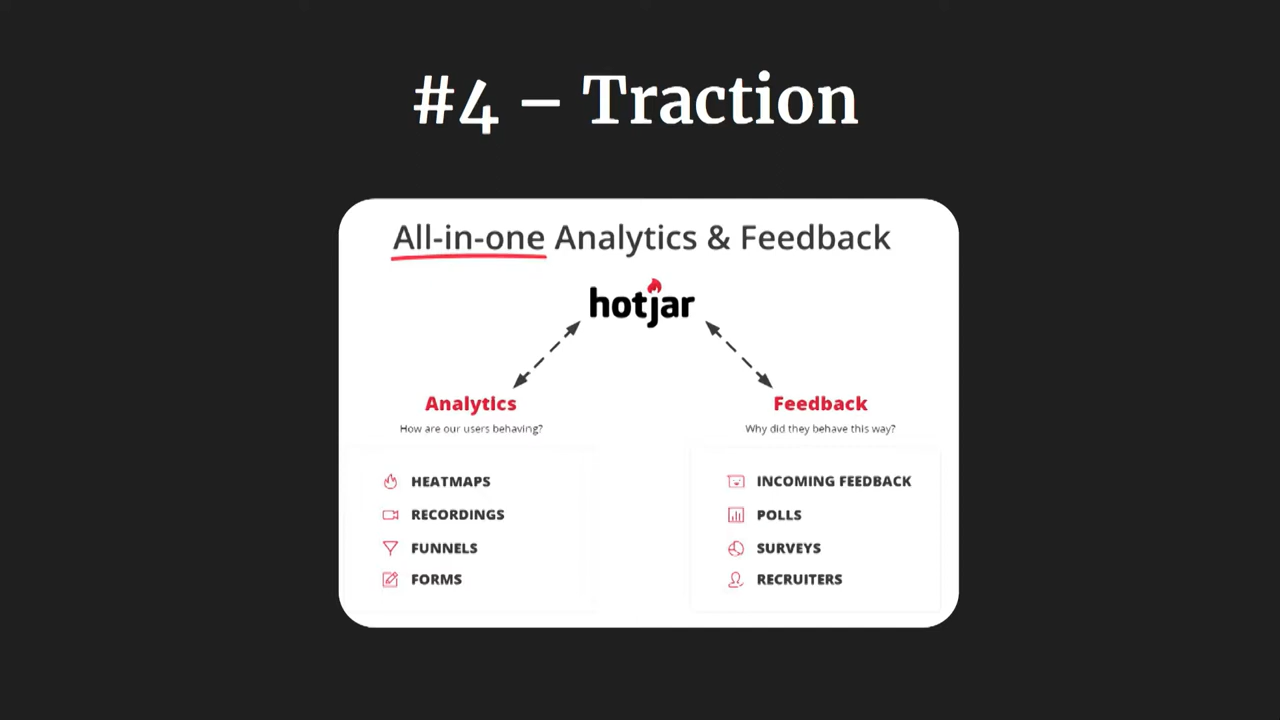 #4 – Traction
All-in-one Analytics & Feedback
hotjar
Analytics
How are our users behaving?
HEATMAPS
RECORDINGS
FUNNELS
FORMS
Feedback
Why did they behave this way?
INCOMING FEEDBACK
POLLS
SURVEYS
RECRUITERS